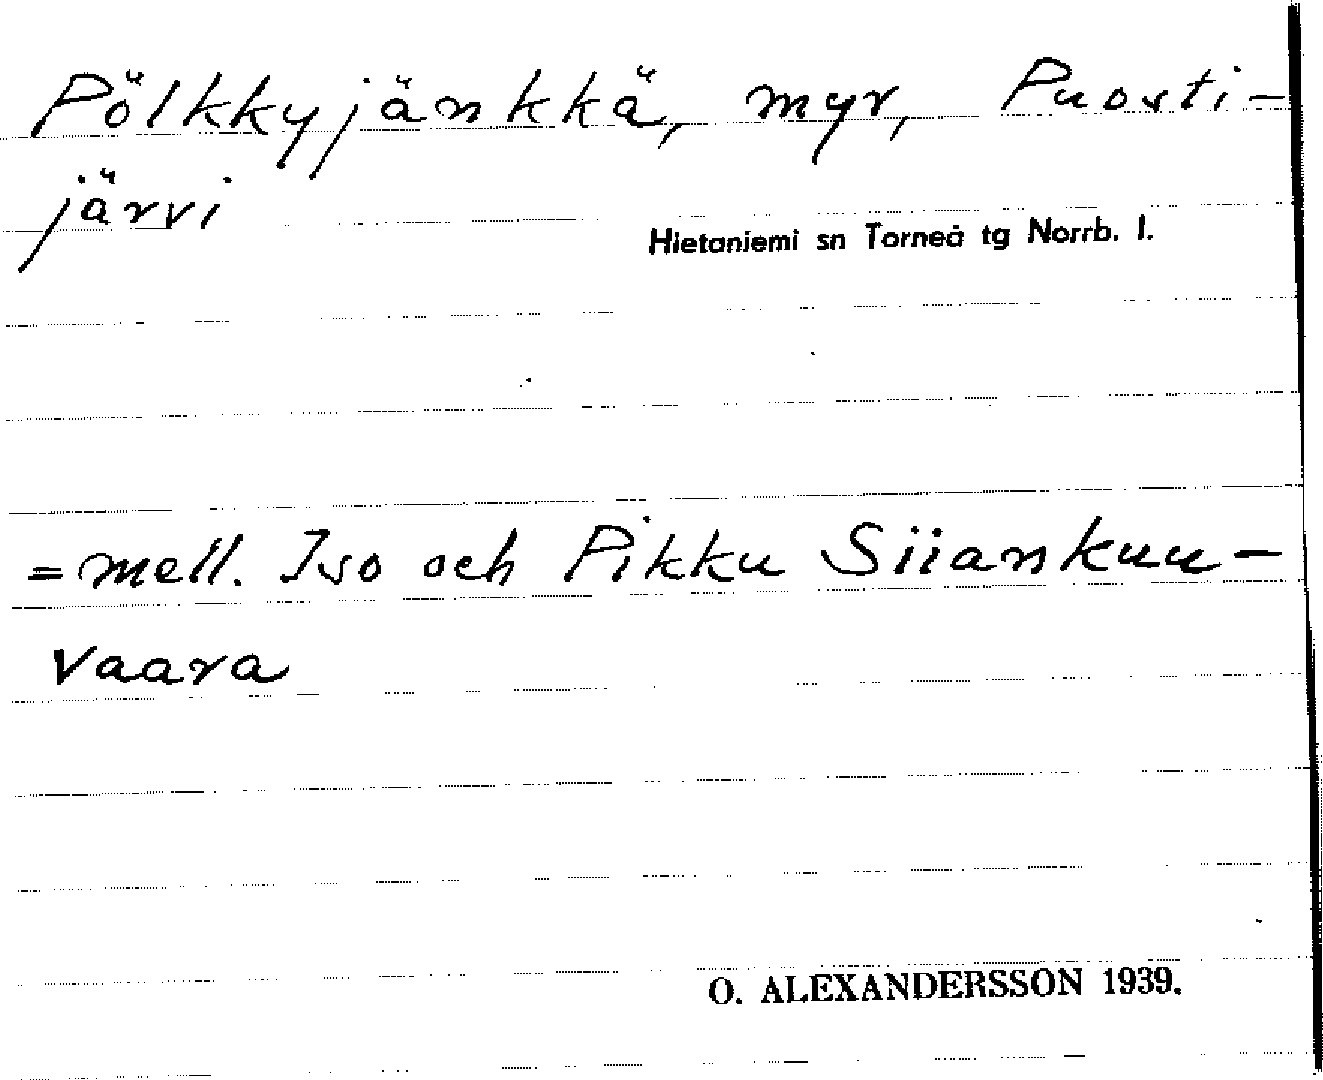 Pölkkyjänkkä, myr, Puosti-
järvi
Hietaniemi sn Torneå tg Norrb. l.
= mell. Iso och Pikku Siiankuu-
vaara
O. ALEXANDERSSON 1939.